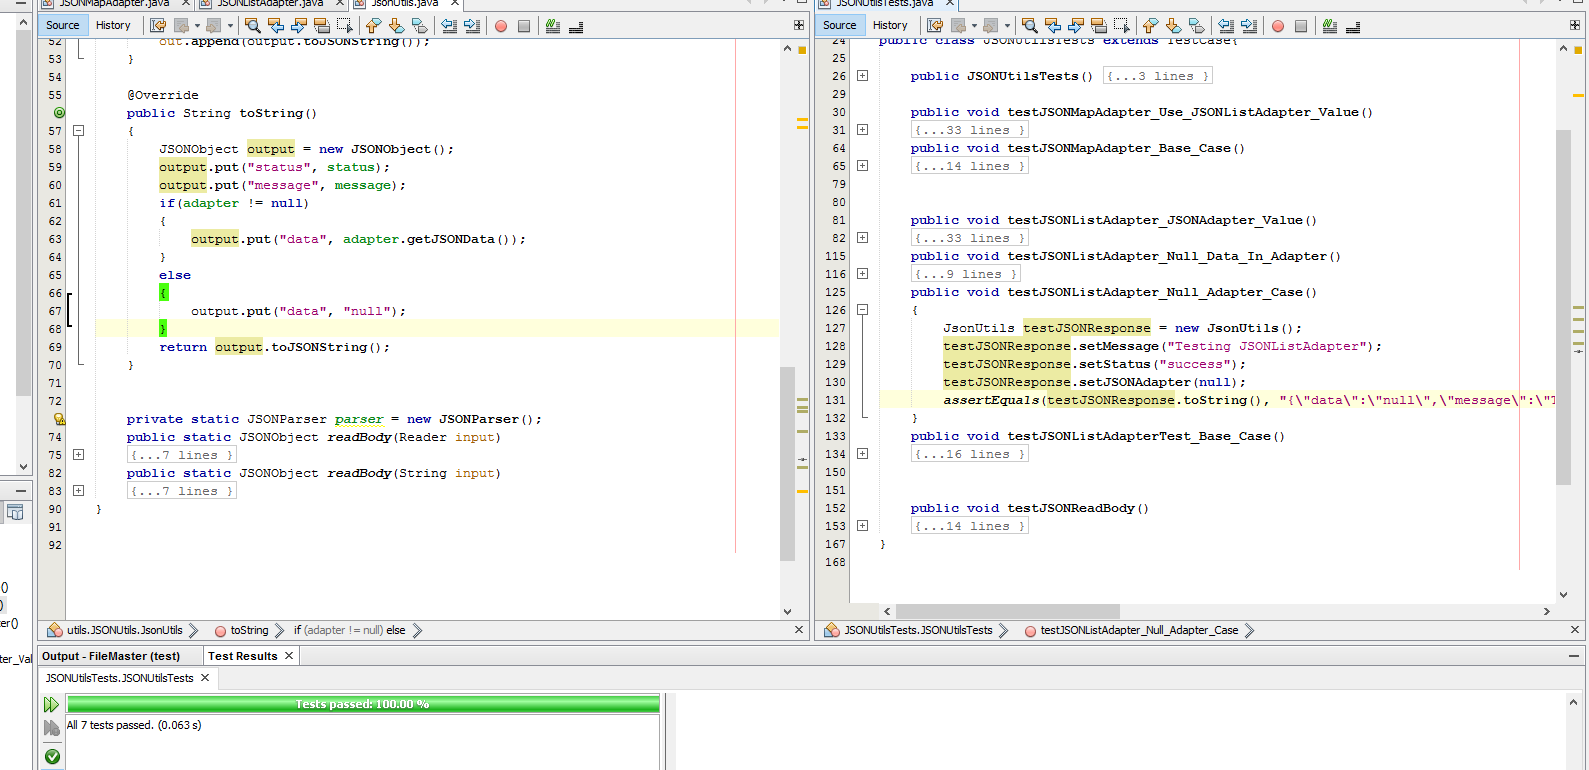 JSONMapAdapter.java JSONListAdapter.java JsonUtils.java
Source History
52 out.append(output.toJSONString());
53 }
54
55 @Override
public String toString()
57 {
58 JSONObject output = new JSONObject();
59 output.put("status", status);
60 output.put("message", message);
61 if(adapter != null)
62 {
63 output.put("data", adapter.getJSONData());
64 }
65 else
66 {
67 output.put("data", "null");
68 }
69 return output.toJSONString();
70 }
71
72
private static JSONParser parser = new JSONParser();
74 public static JSONObject readBody(Reader input)
75 {...7 lines }
82 public static JSONObject readBody(String input)
83 {...7 lines }
90 }
91
92
utils.JSONUtils.JsonUtils toString if (adapter != null) else
JSONUtilsTests.java
Source History
24 public class JSONUtilsTests extends TestCase{
25
26 public JSONUtilsTests() {...3 lines }
29
30 public void testJSONMapAdapter_Use_JSONListAdapter_Value()
31 {...33 lines }
64 public void testJSONMapAdapter_Base_Case()
65 {...14 lines }
79
80
81 public void testJSONListAdapter_JSONAdapter_Value()
82 {...33 lines }
115 public void testJSONListAdapter_Null_Data_In_Adapter()
116 {...9 lines }
125 public void testJSONListAdapter_Null_Adapter_Case()
126 {
127 JsonUtils testJSONResponse = new JsonUtils();
128 testJSONResponse.setMessage("Testing JSONListAdapter");
129 testJSONResponse.setStatus("success");
130 testJSONResponse.setJSONAdapter(null);
131 assertEquals(testJSONResponse.toString(), "{\"data\":\"null\",\"message\":\"T
132 }
133 public void testJSONListAdapterTest_Base_Case()
134 {...16 lines }
150
151
152 public void testJSONReadBody()
153 {...14 lines }
167 }
168
JSONUtilsTests.JSONUtilsTests testJSONListAdapter_Null_Adapter_Case
()
)
ter()
ter_Val
Output - FileMaster (test) Test Results
JSONUtilsTests.JSONUtilsTests
Tests passed: 100.00 %
All 7 tests passed. (0.063 s)